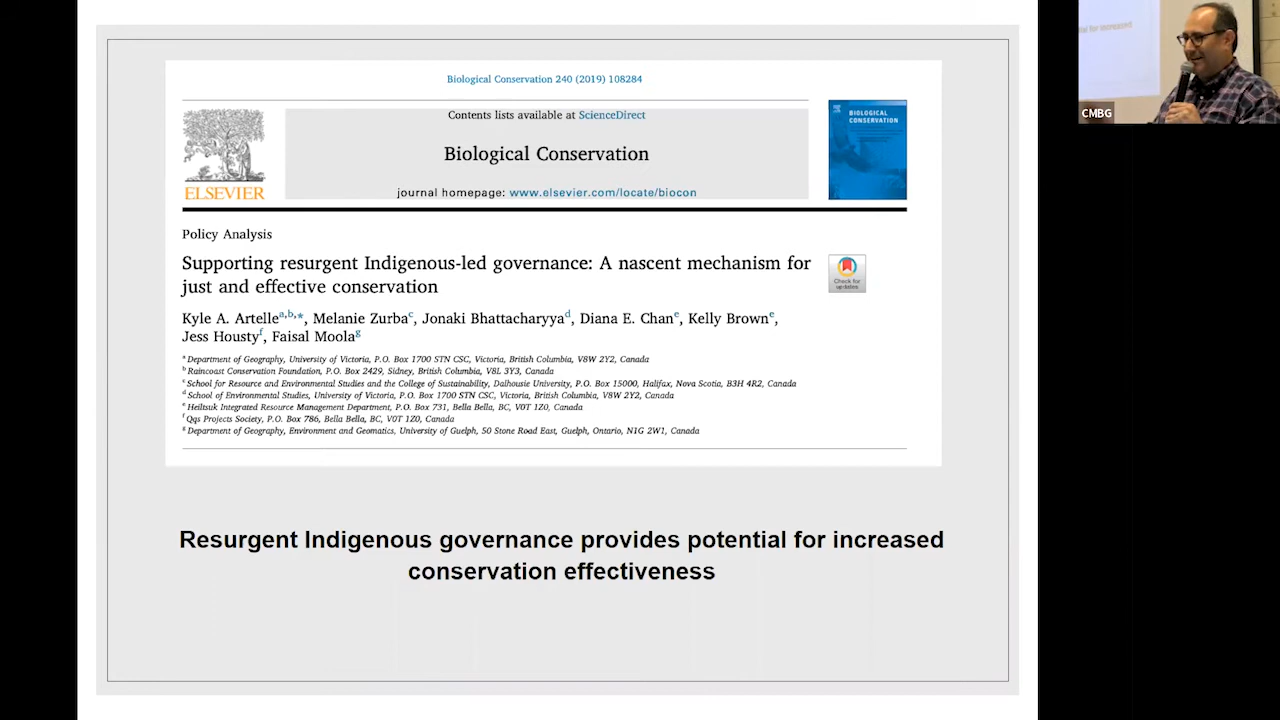 Biological Conservation 240 (2019) 108284
Contents lists available at ScienceDirect
Biological Conservation
journal homepage: www.elsevier.com/locate/biocon
ELSEVIER
BIOLOGICAL
CONSERVATION
Policy Analysis
Supporting resurgent Indigenous-led governance: A nascent mechanism for
just and effective conservation
Check for
updates
Kyle A. Artelle a,b,*, Melanie Zurba c, Jonaki Bhattacharyya d, Diana E. Chan e, Kelly Brown e,
Jess Housty f, Faisal Moola g
a Department of Geography, University of Victoria, P.O. Box 1700 STN CSC, Victoria, British Columbia, V8W 2Y2, Canada
b Raincoast Conservation Foundation, P.O. Box 2429, Sidney, British Columbia, V8L 3Y3, Canada
c School for Resource and Environmental Studies and the College of Sustainability, Dalhousie University, P.O. Box 15000, Halifax, Nova Scotia, B3H 4R2, Canada
d School of Environmental Studies, University of Victoria, P.O. Box 1700 STN CSC, Victoria, British Columbia, V8W 2Y2, Canada
e Heiltsuk Integrated Resource Management Department, P.O. Box 731, Bella Bella, BC, V0T 1Z0, Canada
f Qqs Projects Society, P.O. Box 786, Bella Bella, BC, V0T 1Z0, Canada
g Department of Geography, Environment and Geomatics, University of Guelph, 50 Stone Road East, Guelph, Ontario, N1G 2W1, Canada
Resurgent Indigenous governance provides potential for increased
conservation effectiveness
for increased
CMBG